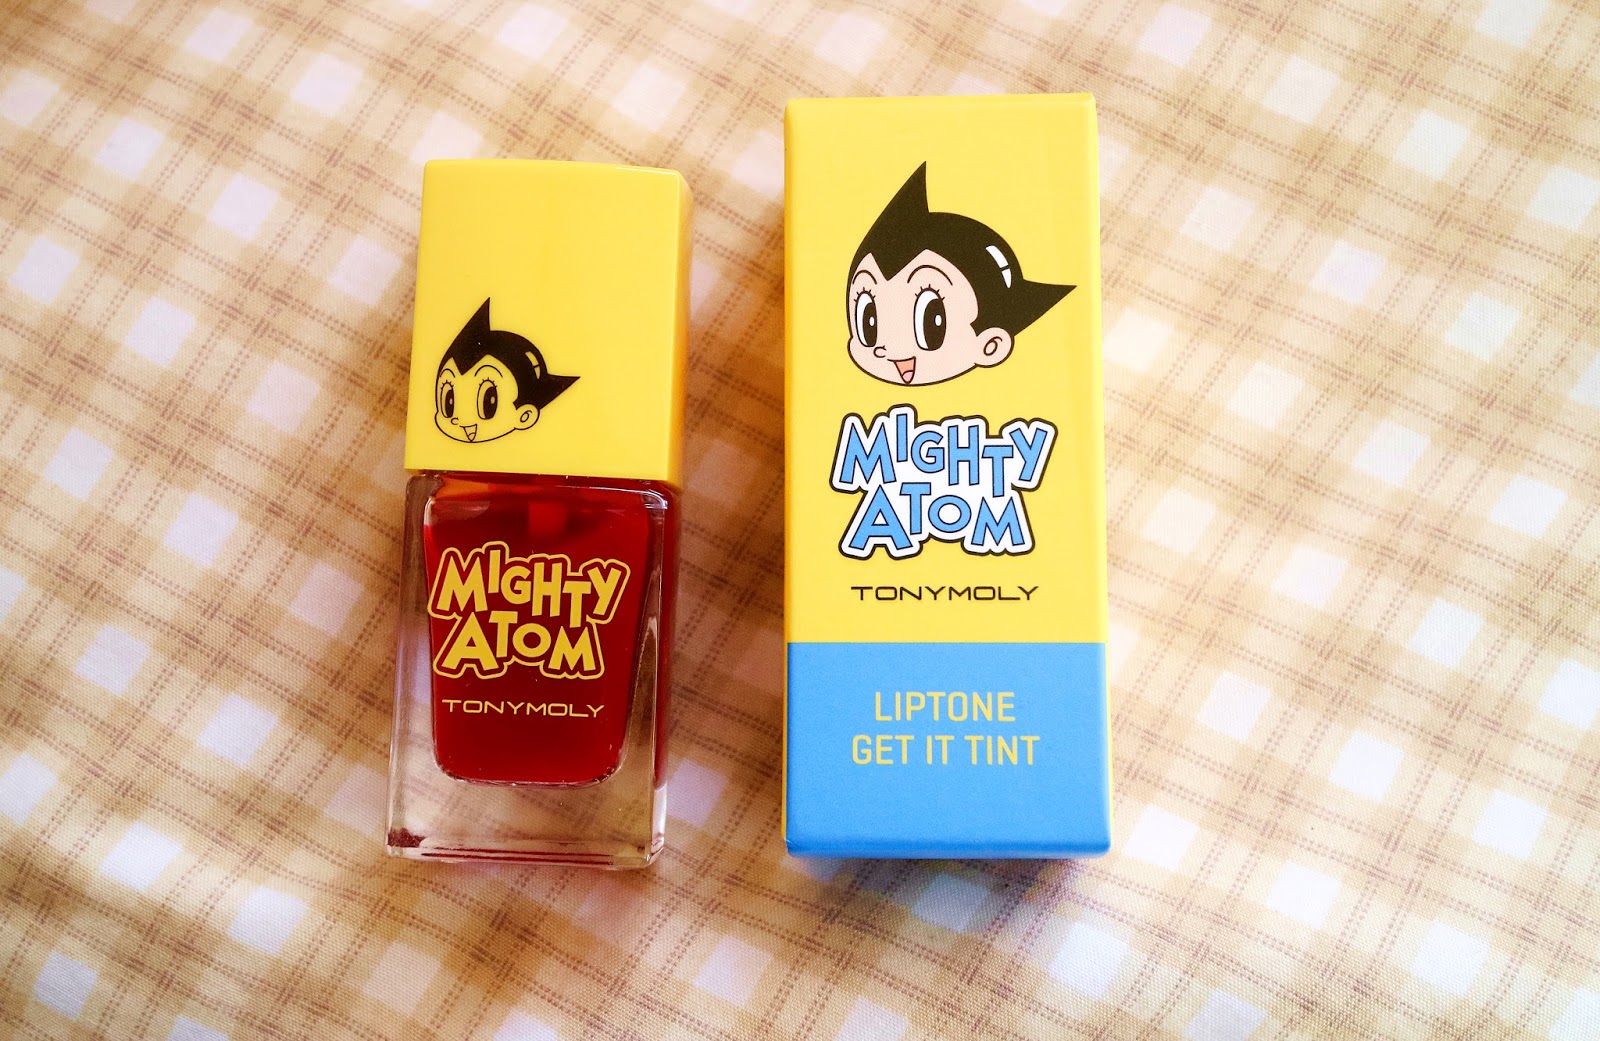 MIGHTY
ATOM
TONYMOLY
MIGHTY
ATOM
TONYMOLY
LIPTONE
GET IT TINT